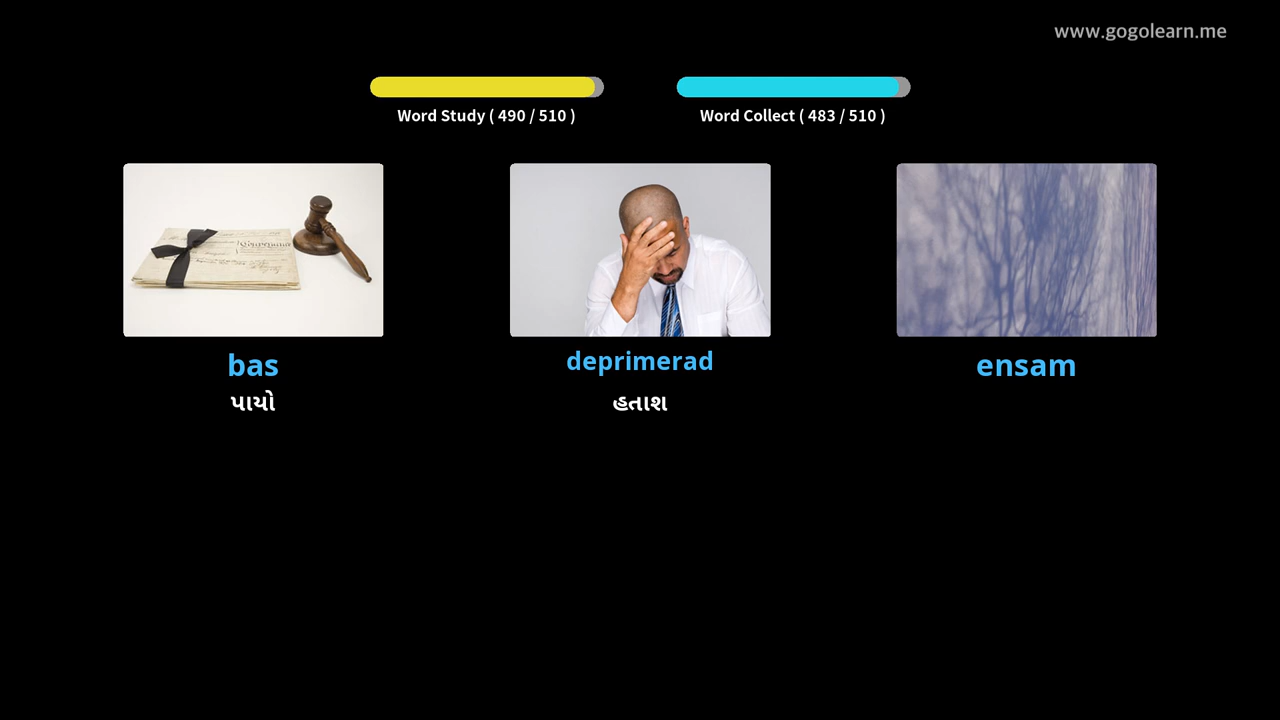 www.gogolearn.me
Word Study ( 490 / 510 )
Word Collect ( 483 / 510 )
bas
deprimerad
ensam
પાયો
હતાશ